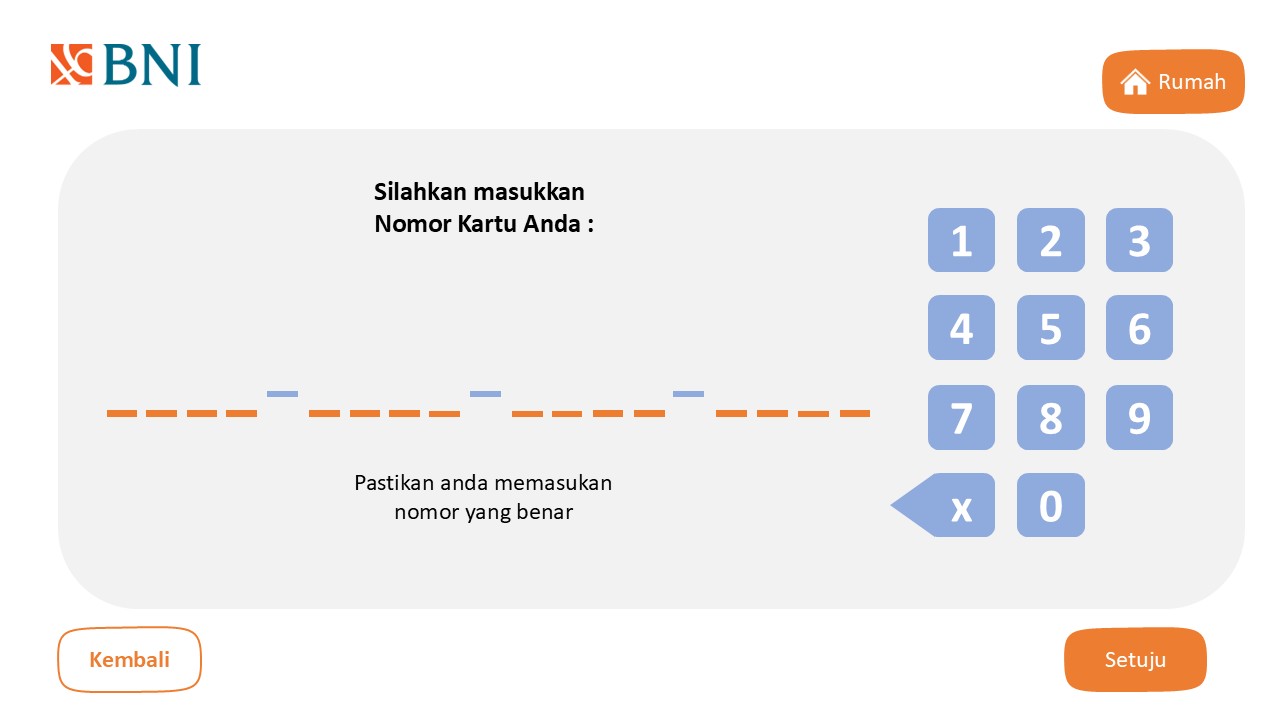 BNI
Rumah
Silahkan masukkan
Nomor Kartu Anda :
1 2 3
4 5 6
7 8 9
x 0
Pastikan anda memasukan
nomor yang benar
Kembali
Setuju